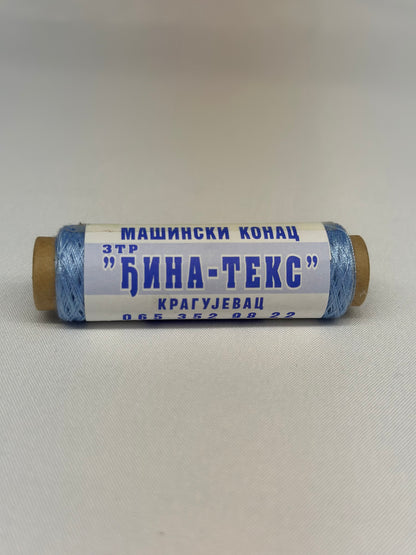 МАШИНСКИ КОНАЦ
ЗТР
"ЂИНА-ТЕКС"
КРАГУЈЕВАЦ
065 352 98 22